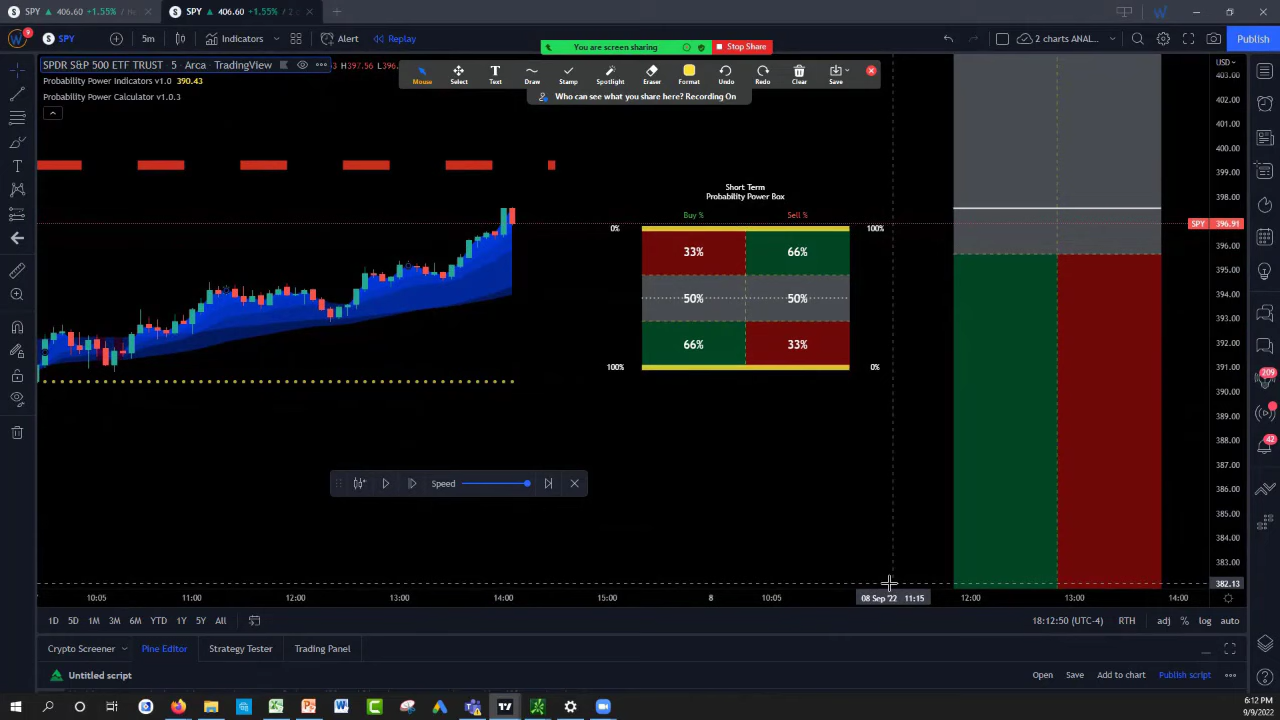 SPY 406.60 +1.55% / Re
SPY 406.60 +1.55% / 2 c
SPY 5m Indicators Alert Replay 2 charts ANAL... Publish
You are screen sharing Stop Share
SPDR S&P 500 ETF TRUST · 5 · Arca · TradingView H397.56 L396.
Probability Power Indicators v1.0 390.43
Probability Power Calculator v1.0.3
Mouse Select Text Draw Stamp Spotlight Eraser Format Undo Redo Clear Save
Who can see what you share here? Recording On
USD
403.00
402.00
401.00
400.00
399.00
398.00
SPY 396.91
396.00
395.00
394.00
393.00
392.00
391.00
390.00
389.00
388.00
387.00
386.00
385.00
384.00
383.00
382.13
Short Term
Probability Power Box
Buy % Sell %
0% 100%
33% 66%
50% 50%
66% 33%
100% 0%
Speed
10:05 11:00 12:00 13:00 14:00 15:00 8 10:05 08 Sep '22 11:15 12:00 13:00 14:00
1D 5D 1M 3M 6M YTD 1Y 5Y All 18:12:50 (UTC-4) RTH adj % log auto
Crypto Screener Pine Editor Strategy Tester Trading Panel
Untitled script Open Save Add to chart Publish script
9
209
42
6:12 PM
9/9/2022